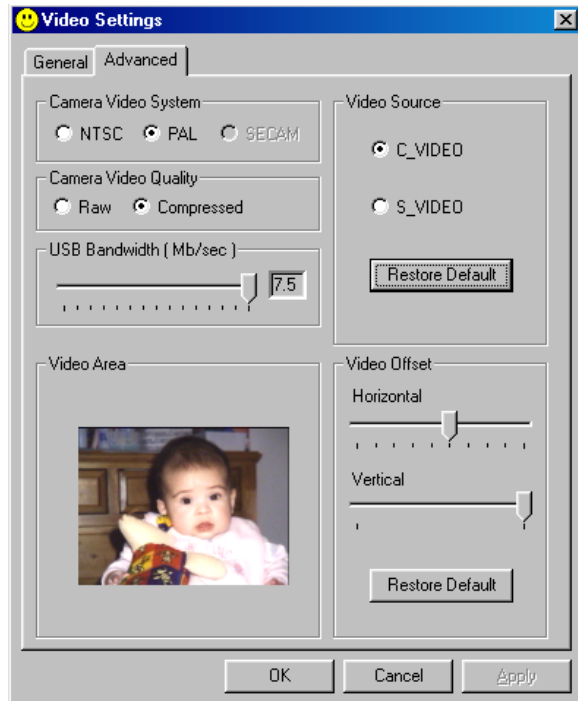 Video Settings
General Advanced
Camera Video System
NTSC PAL SECAM
Camera Video Quality
Raw Compressed
USB Bandwidth ( Mb/sec )
7.5
Video Source
C_VIDEO
S_VIDEO
Restore Default
Video Area
Video Offset
Horizontal
Vertical
Restore Default
OK Cancel Apply